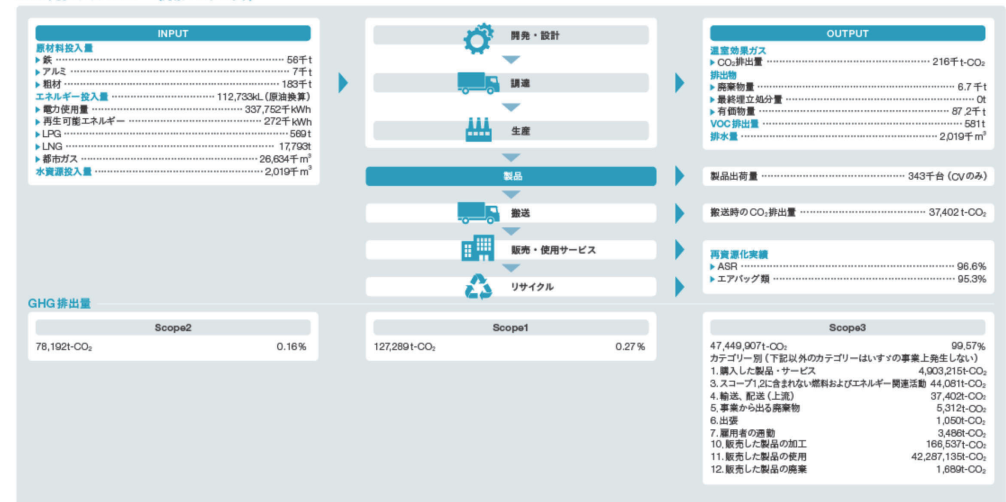 INPUT
原材料投入量
▶鉄 56千t
▶アルミ 7千t
▶粗材 183千t
エネルギー投入量 112,733kL(原油換算)
▶電力使用量 337,752千kWh
▶再生可能エネルギー 272千kWh
▶LPG 569t
▶LNG 17,793t
▶都市ガス 26,634千m³
水資源投入量 2,019千m³
開発・設計
調達
生産
製品
搬送
販売・使用サービス
リサイクル
OUTPUT
温室効果ガス
▶CO₂排出量 216千t-CO₂
排出物
▶廃棄物量 6.7千t
▶最終埋立処分量 0t
▶有価物量 87.2千t
VOC排出量 581t
排水量 2,019千m³
製品出荷量 343千台(CVのみ)
搬送時のCO₂排出量 37,402t-CO₂
再資源化実績
▶ASR 96.6%
▶エアバッグ類 95.3%
GHG排出量
Scope2
78,192t-CO₂ 0.16%
Scope1
127,289t-CO₂ 0.27%
Scope3
47,449,907t-CO₂ 99.57%
カテゴリー別(下記以外のカテゴリーはいすゞの事業上発生しない)
1.購入した製品・サービス 4,903,215t-CO₂
3.スコープ1,2に含まれない燃料およびエネルギー関連活動 44,081t-CO₂
4.輸送、配送(上流) 37,402t-CO₂
5.事業から出る廃棄物 5,312t-CO₂
6.出張 1,050t-CO₂
7.雇用者の通勤 3,486t-CO₂
10.販売した製品の加工 166,537t-CO₂
11.販売した製品の使用 42,287,135t-CO₂
12.販売した製品の廃棄 1,689t-CO₂